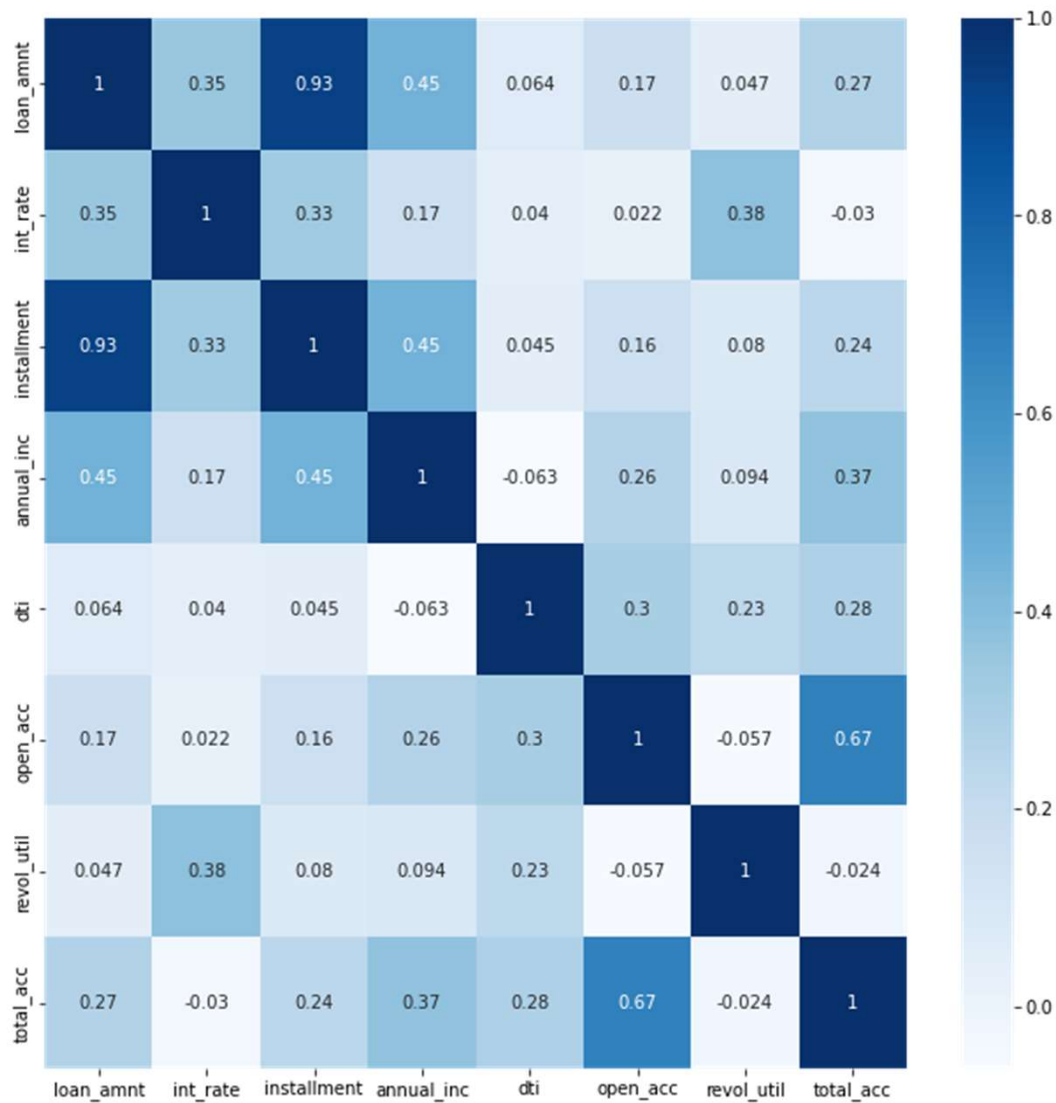 loan_amnt 1 0.35 0.93 0.45 0.064 0.17 0.047 0.27
int_rate 0.35 1 0.33 0.17 0.04 0.022 0.38 -0.03
installment 0.93 0.33 1 0.45 0.045 0.16 0.08 0.24
annual_inc 0.45 0.17 0.45 1 -0.063 0.26 0.094 0.37
dti 0.064 0.04 0.045 -0.063 1 0.3 0.23 0.28
open_acc 0.17 0.022 0.16 0.26 0.3 1 -0.057 0.67
revol_util 0.047 0.38 0.08 0.094 0.23 -0.057 1 -0.024
total_acc 0.27 -0.03 0.24 0.37 0.28 0.67 -0.024 1
loan_amnt int_rate installment annual_inc dti open_acc revol_util total_acc
1.0
0.8
0.6
0.4
0.2
0.0